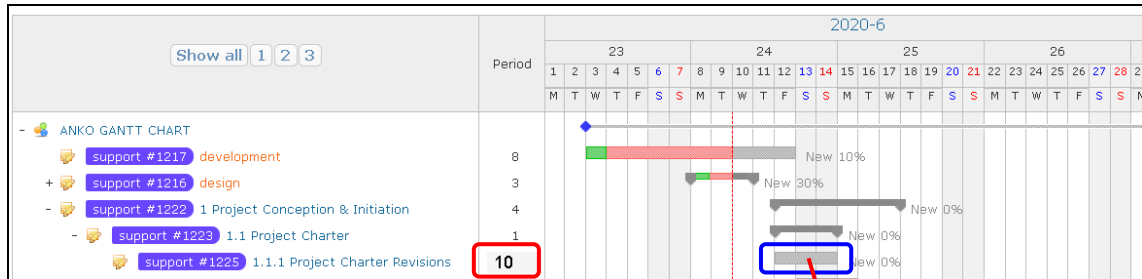 2020-6
Show all 1 2 3
Period
23 24 25 26
1 2 3 4 5 6 7 8 9 10 11 12 13 14 15 16 17 18 19 20 21 22 23 24 25 26 27 28
M T W T F S S M T W T F S S M T W T F S S M T W T F S S
- ANKO GANTT CHART
support #1217 development 8 New 10%
+ support #1216 design 3 New 30%
- support #1222 1 Project Conception & Initiation 4 New 0%
- support #1223 1.1 Project Charter 1 New 0%
support #1225 1.1.1 Project Charter Revisions 10 New 0%